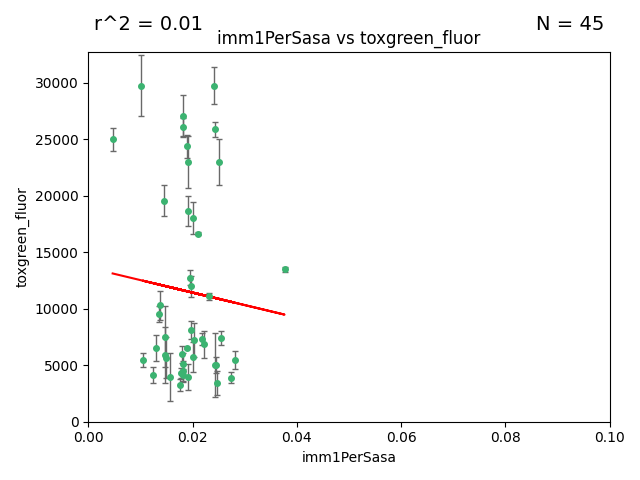 r^2 = 0.01
N = 45
imm1PerSasa vs toxgreen_fluor
toxgreen_fluor
30000
25000
20000
15000
10000
5000
0
0.00 0.02 0.04 0.06 0.08 0.10
imm1PerSasa